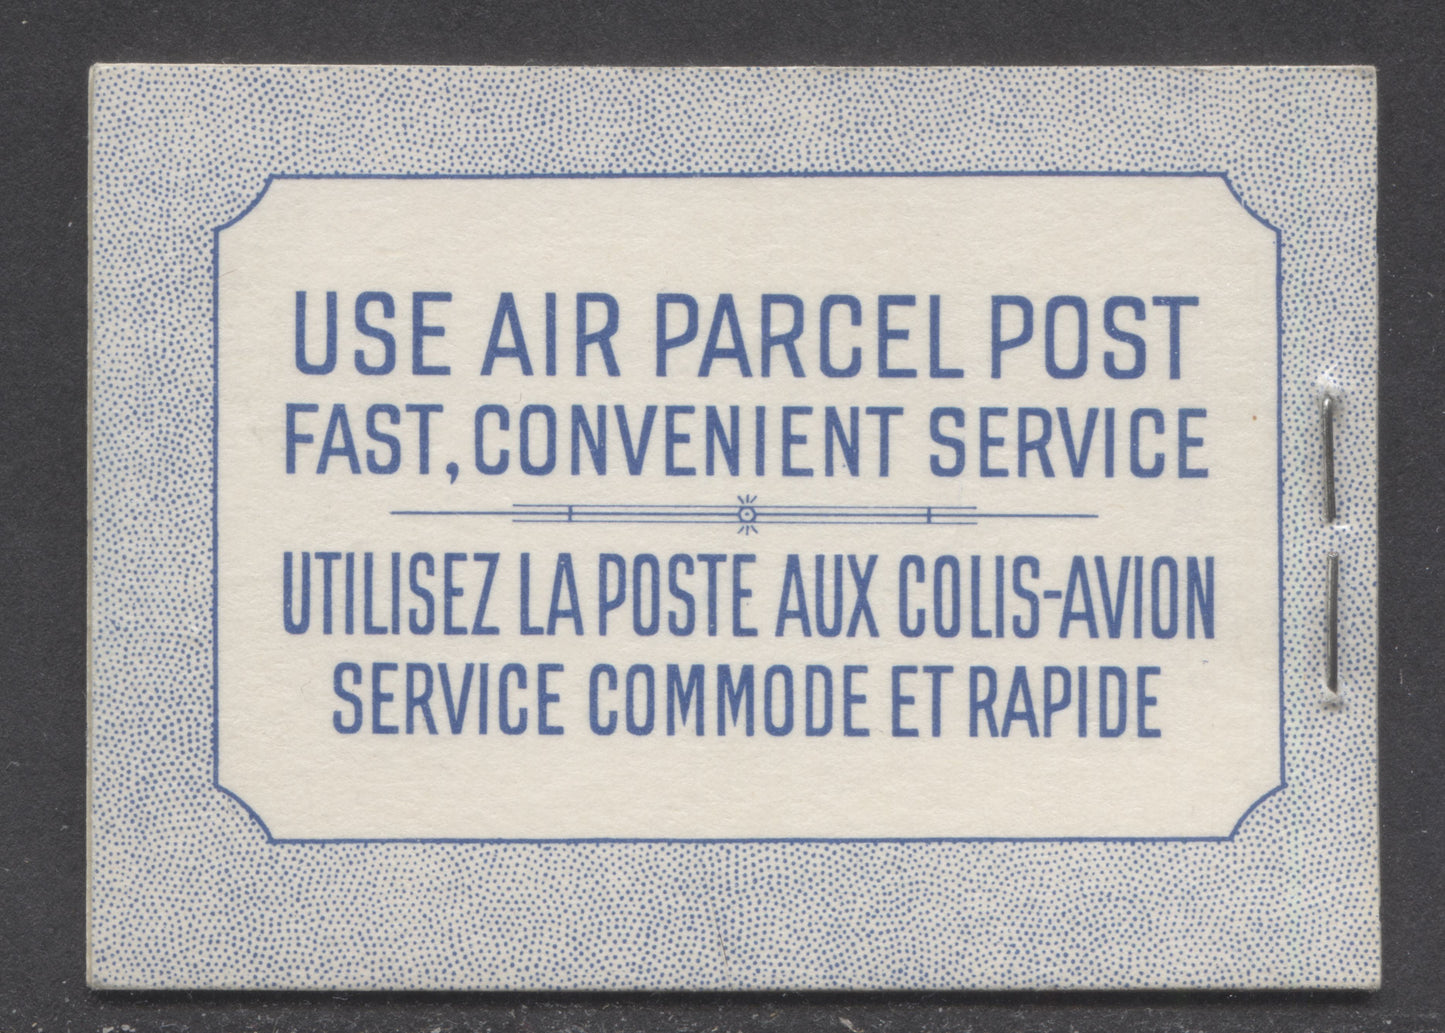 USE AIR PARCEL POST
FAST, CONVENIENT SERVICE
UTILISEZ LA POSTE AUX COLIS-AVION
SERVICE COMMODE ET RAPIDE